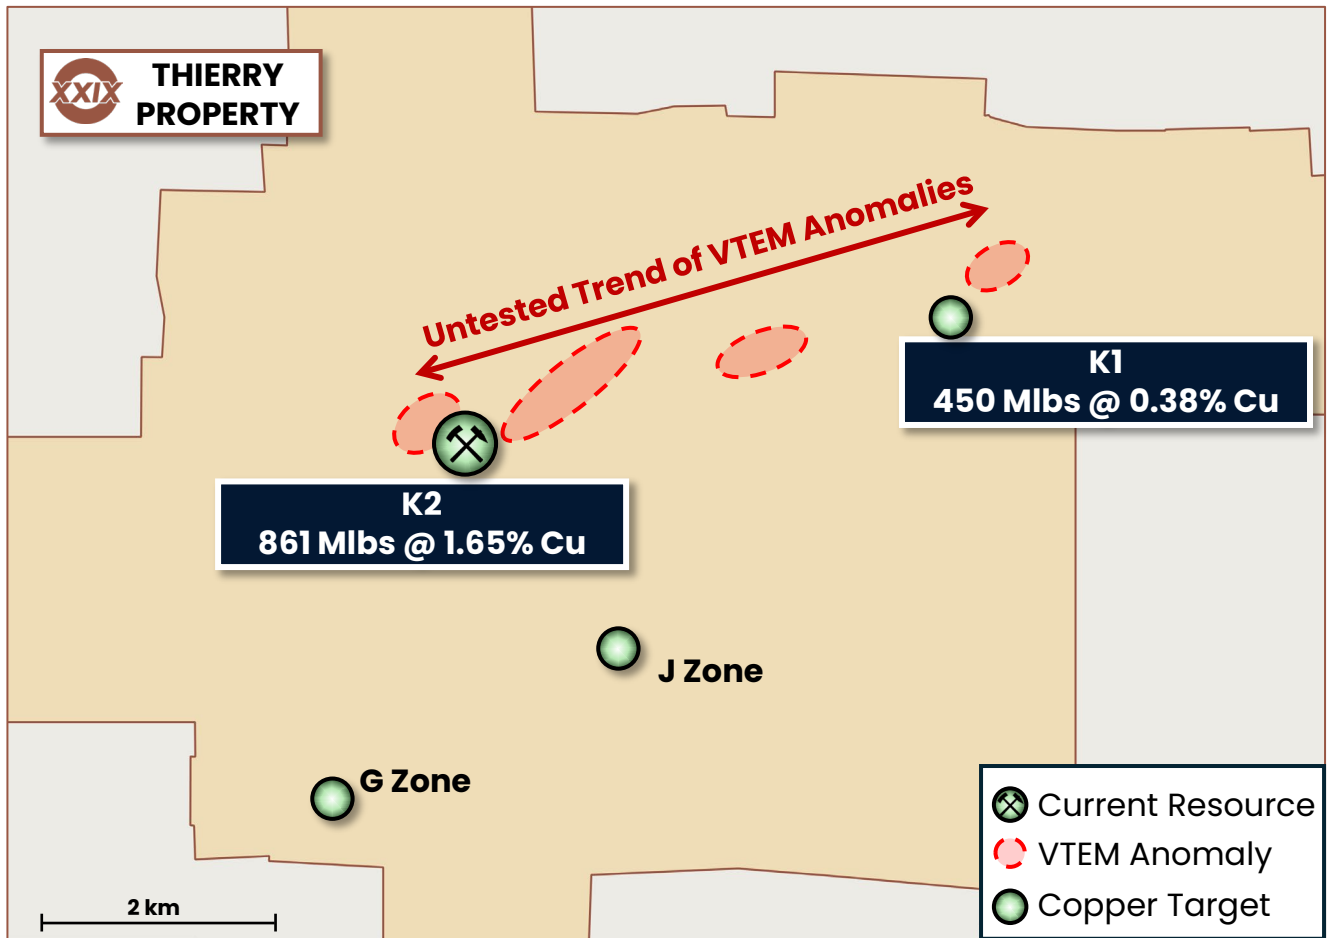 XXIX
THIERRY
PROPERTY
Untested Trend of VTEM Anomalies
K1
450 Mlbs @ 0.38% Cu
K2
861 Mlbs @ 1.65% Cu
J Zone
G Zone
2 km
Current Resource
VTEM Anomaly
Copper Target